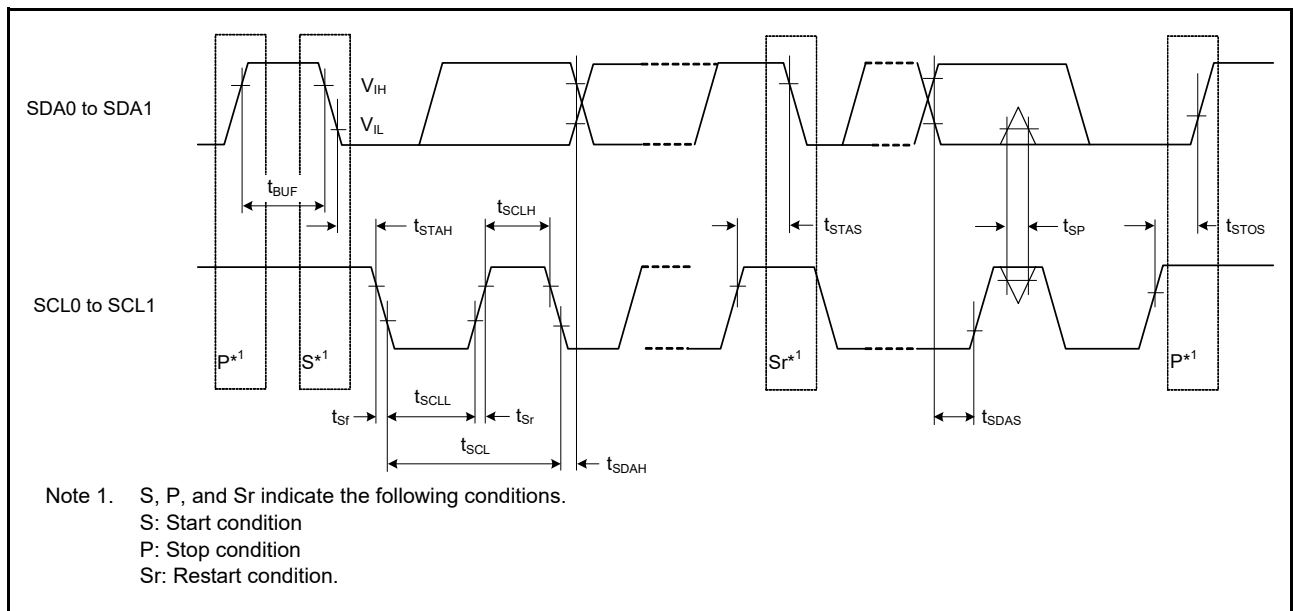 SDA0 to SDA1
VIH
VIL
tBUF
tSTAH
tSCLH
tSTAS
tSP
tSTOS
SCL0 to SCL1
P*1
S*1
Sr*1
P*1
tSf
tSCLL
tSr
tSCL
tSDAH
tSDAS
Note 1. S, P, and Sr indicate the following conditions.
S: Start condition
P: Stop condition
Sr: Restart condition.